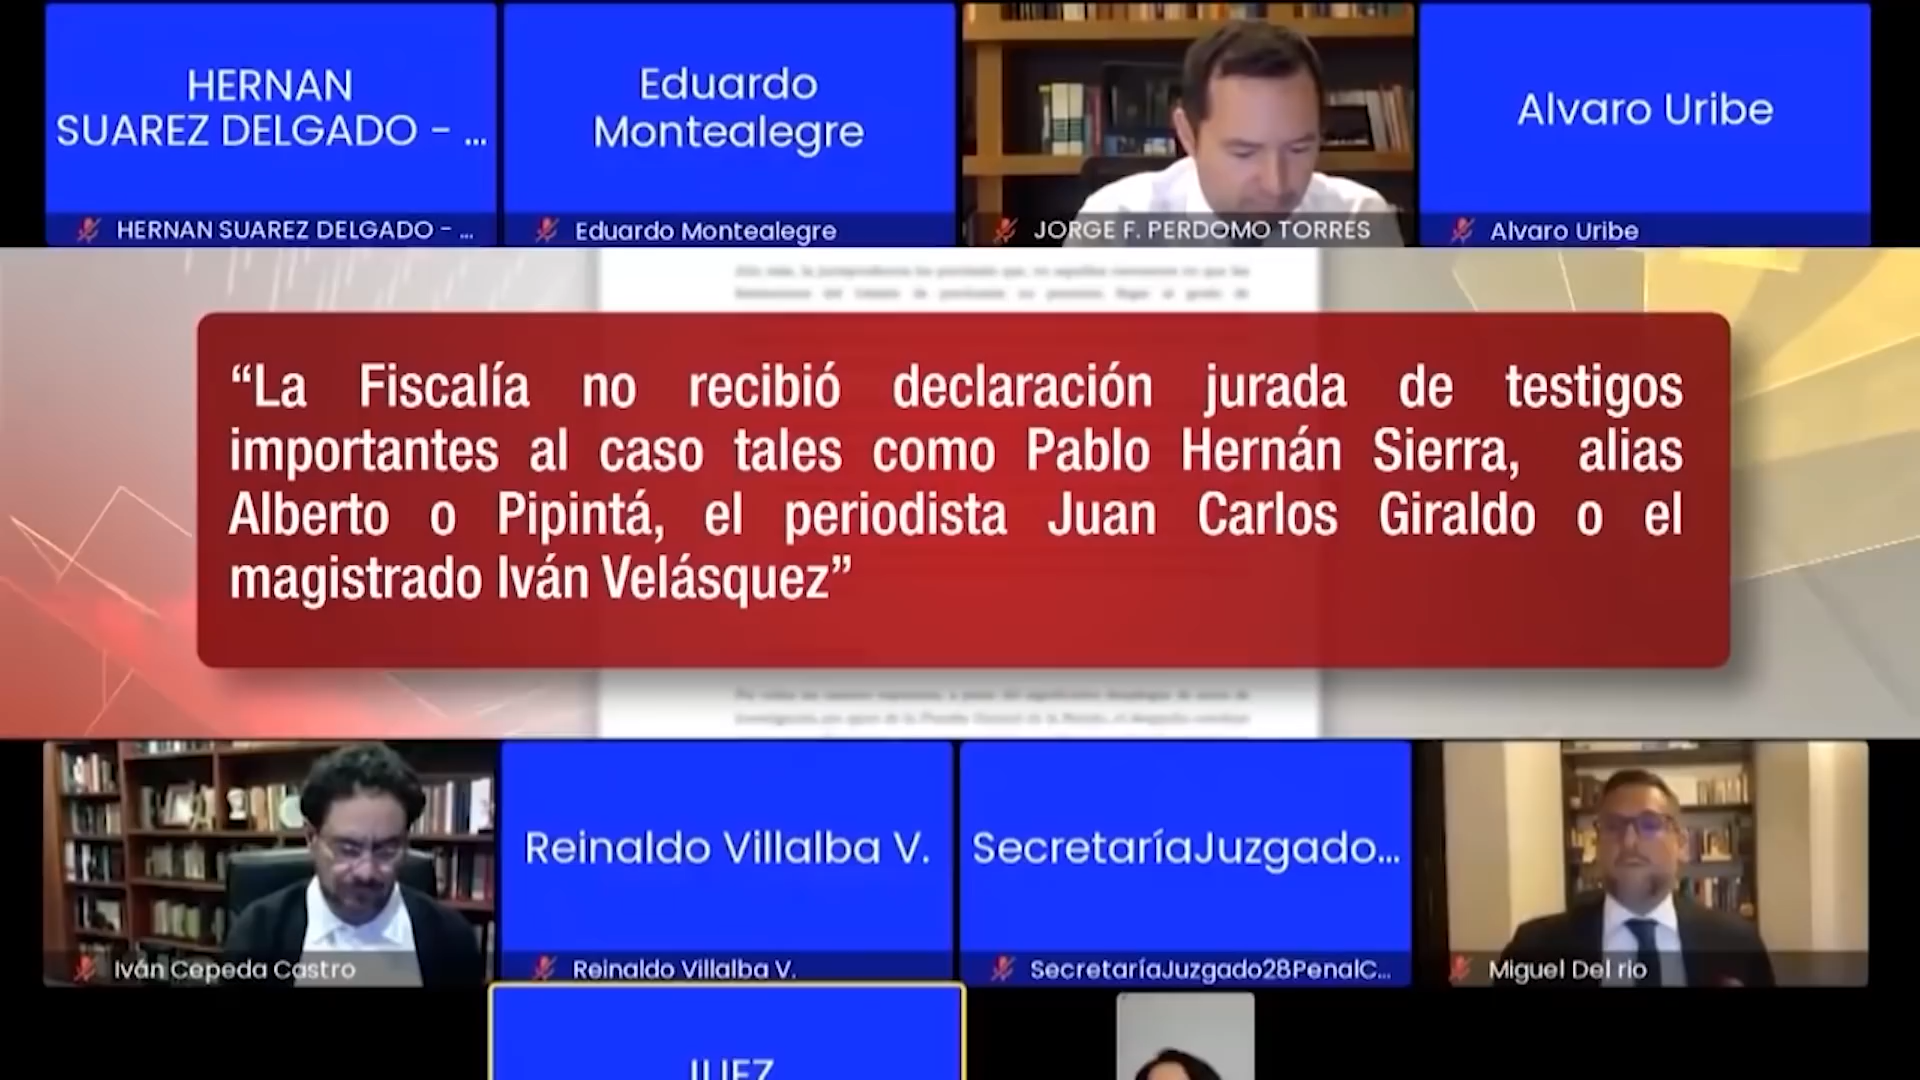 HERNAN
SUAREZ DELGADO - ...
HERNAN SUAREZ DELGADO - ...
Eduardo
Montealegre
Eduardo Montealegre
JORGE F. PERDOMO TORRES
Alvaro Uribe
Alvaro Uribe
“La Fiscalía no recibió declaración jurada de testigos
importantes al caso tales como Pablo Hernán Sierra, alias
Alberto o Pipintá, el periodista Juan Carlos Giraldo o el
magistrado Iván Velásquez”
Iván Cepeda Castro
Reinaldo Villalba V.
Reinaldo Villalba V.
SecretaríaJuzgado...
SecretaríaJuzgado28PenalC...
Miguel Del rio
JUEZ